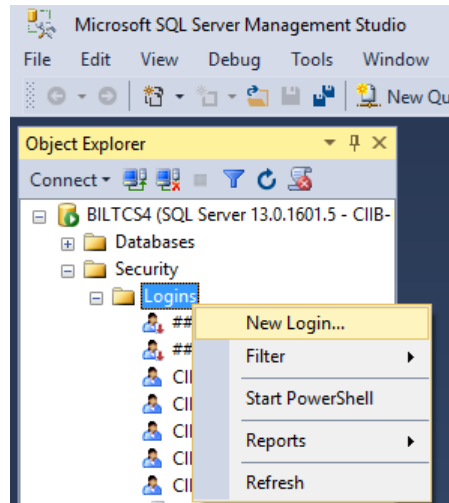 Microsoft SQL Server Management Studio
File Edit View Debug Tools Window
New Qu
Object Explorer
Connect
BILTCS4 (SQL Server 13.0.1601.5 - CIIB-
Databases
Security
Logins
##
##
CII
CII
CII
CII
CII
New Login...
Filter
Start PowerShell
Reports
Refresh